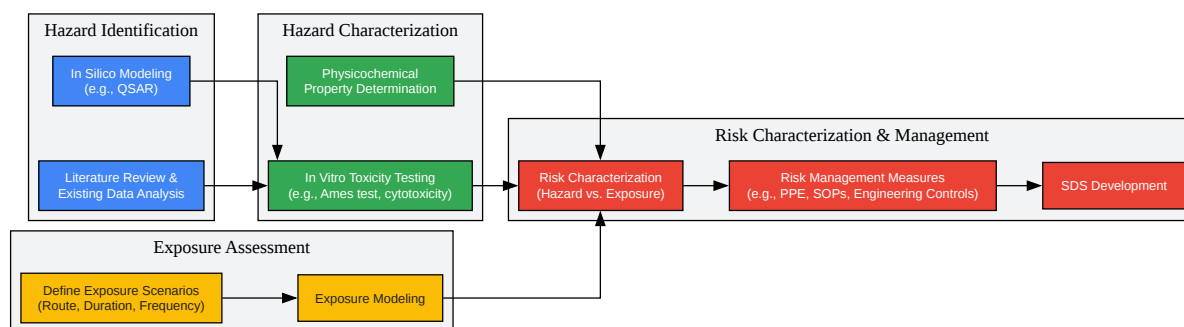 Hazard Identification
In Silico Modeling
(e.g., QSAR)
Literature Review &
Existing Data Analysis
Hazard Characterization
Physicochemical
Property Determination
In Vitro Toxicity Testing
(e.g., Ames test, cytotoxicity)
Risk Characterization & Management
Risk Characterization
(Hazard vs. Exposure)
Risk Management Measures
(e.g., PPE, SOPs, Engineering Controls)
SDS Development
Exposure Assessment
Define Exposure Scenarios
(Route, Duration, Frequency)
Exposure Modeling